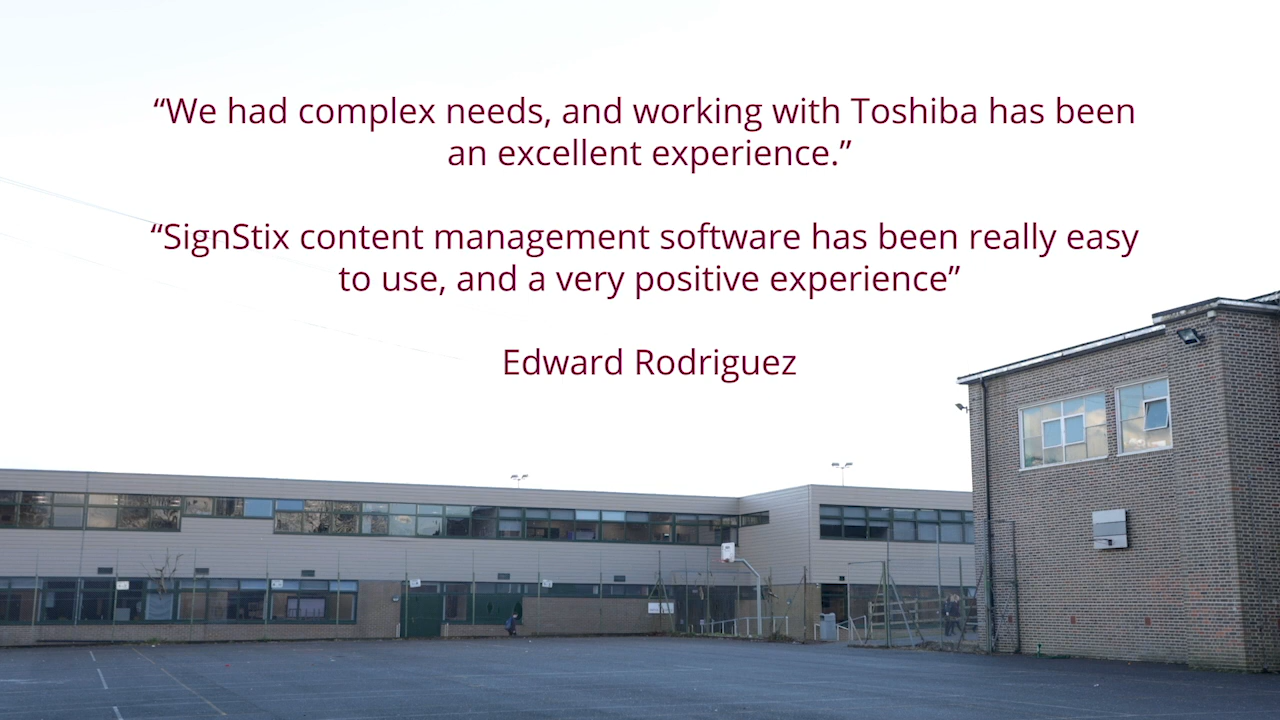 “We had complex needs, and working with Toshiba has been
an excellent experience.”
“SignStix content management software has been really easy
to use, and a very positive experience”
Edward Rodriguez